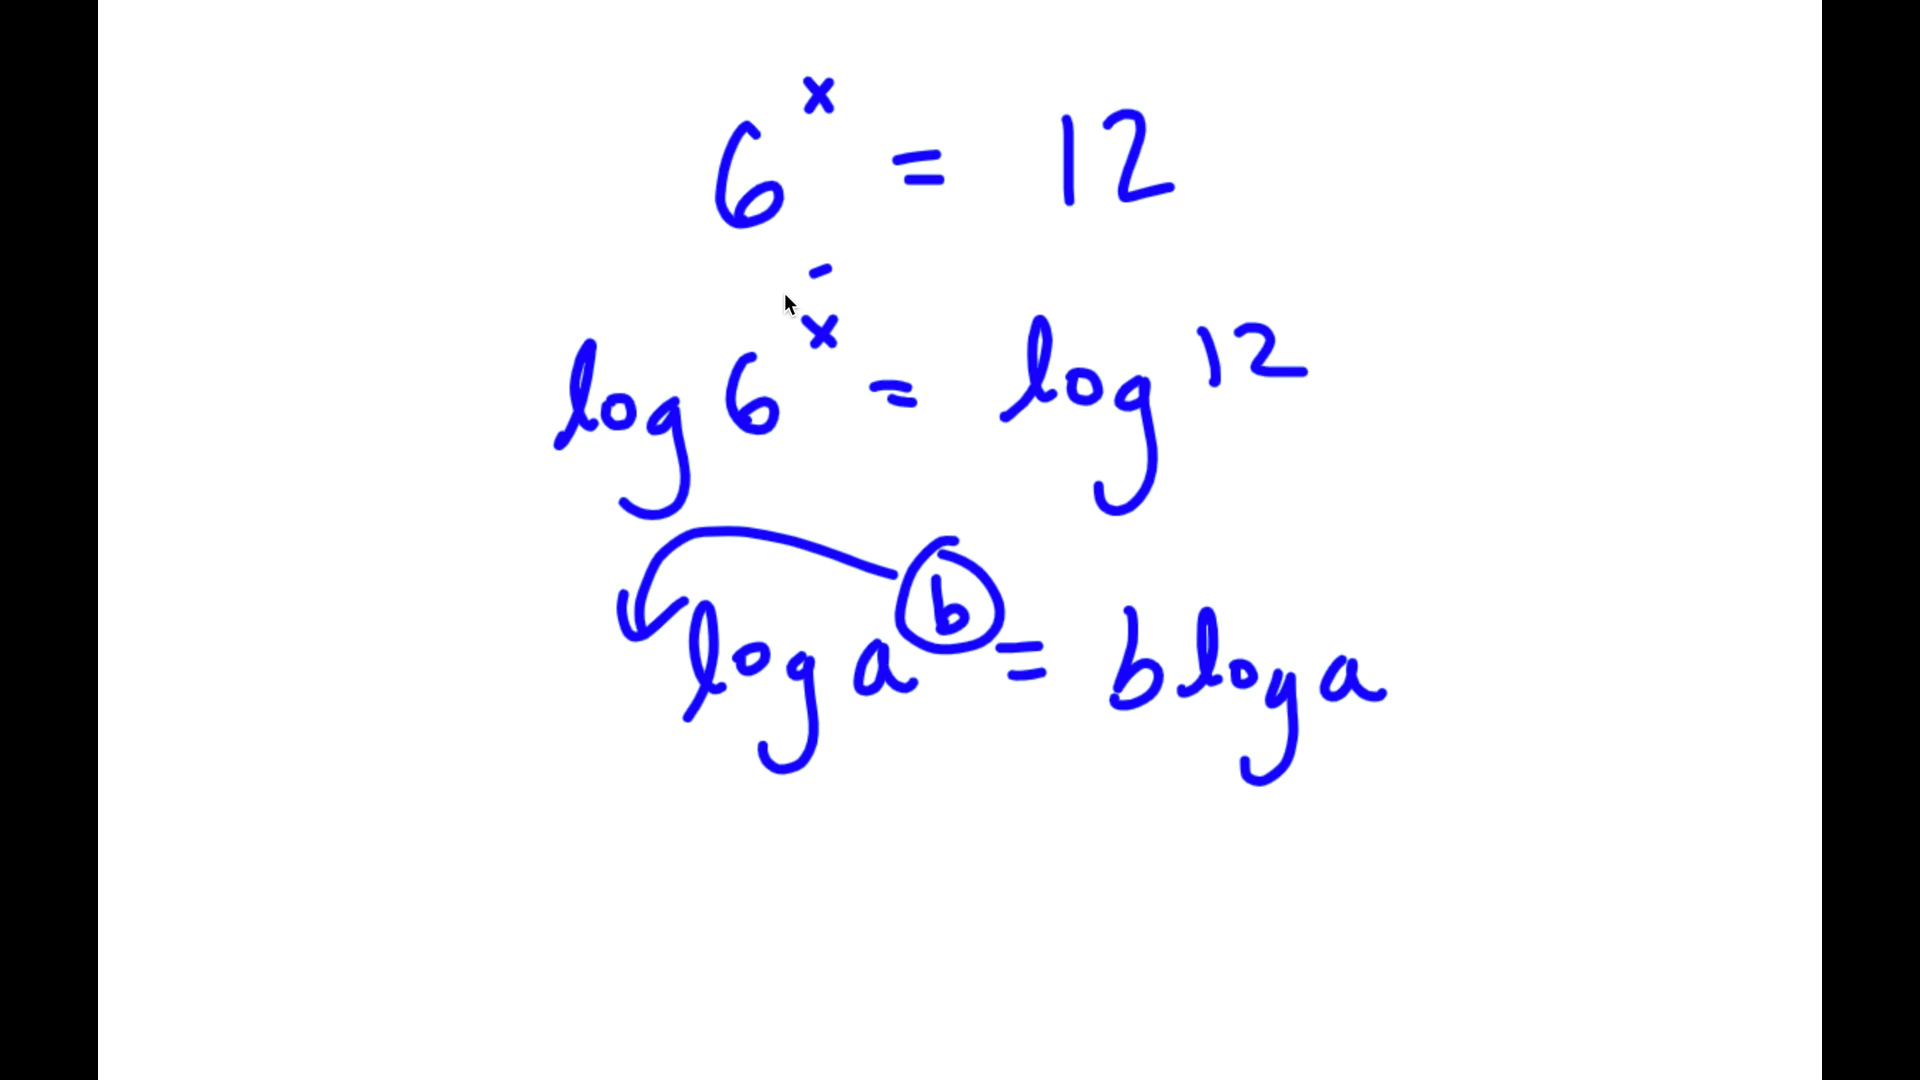 6^x = 12
log 6^x = log 12
log a^b = b log a